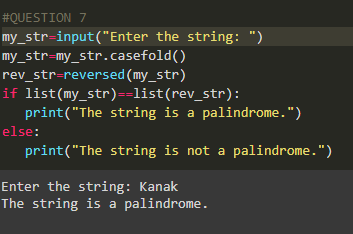 #QUESTION 7
my_str=input("Enter the string: ")
my_str=my_str.casefold()
rev_str=reversed(my_str)
if list(my_str)==list(rev_str):
   print("The string is a palindrome.")
else:
   print("The string is not a palindrome.")
Enter the string: Kanak
The string is a palindrome.